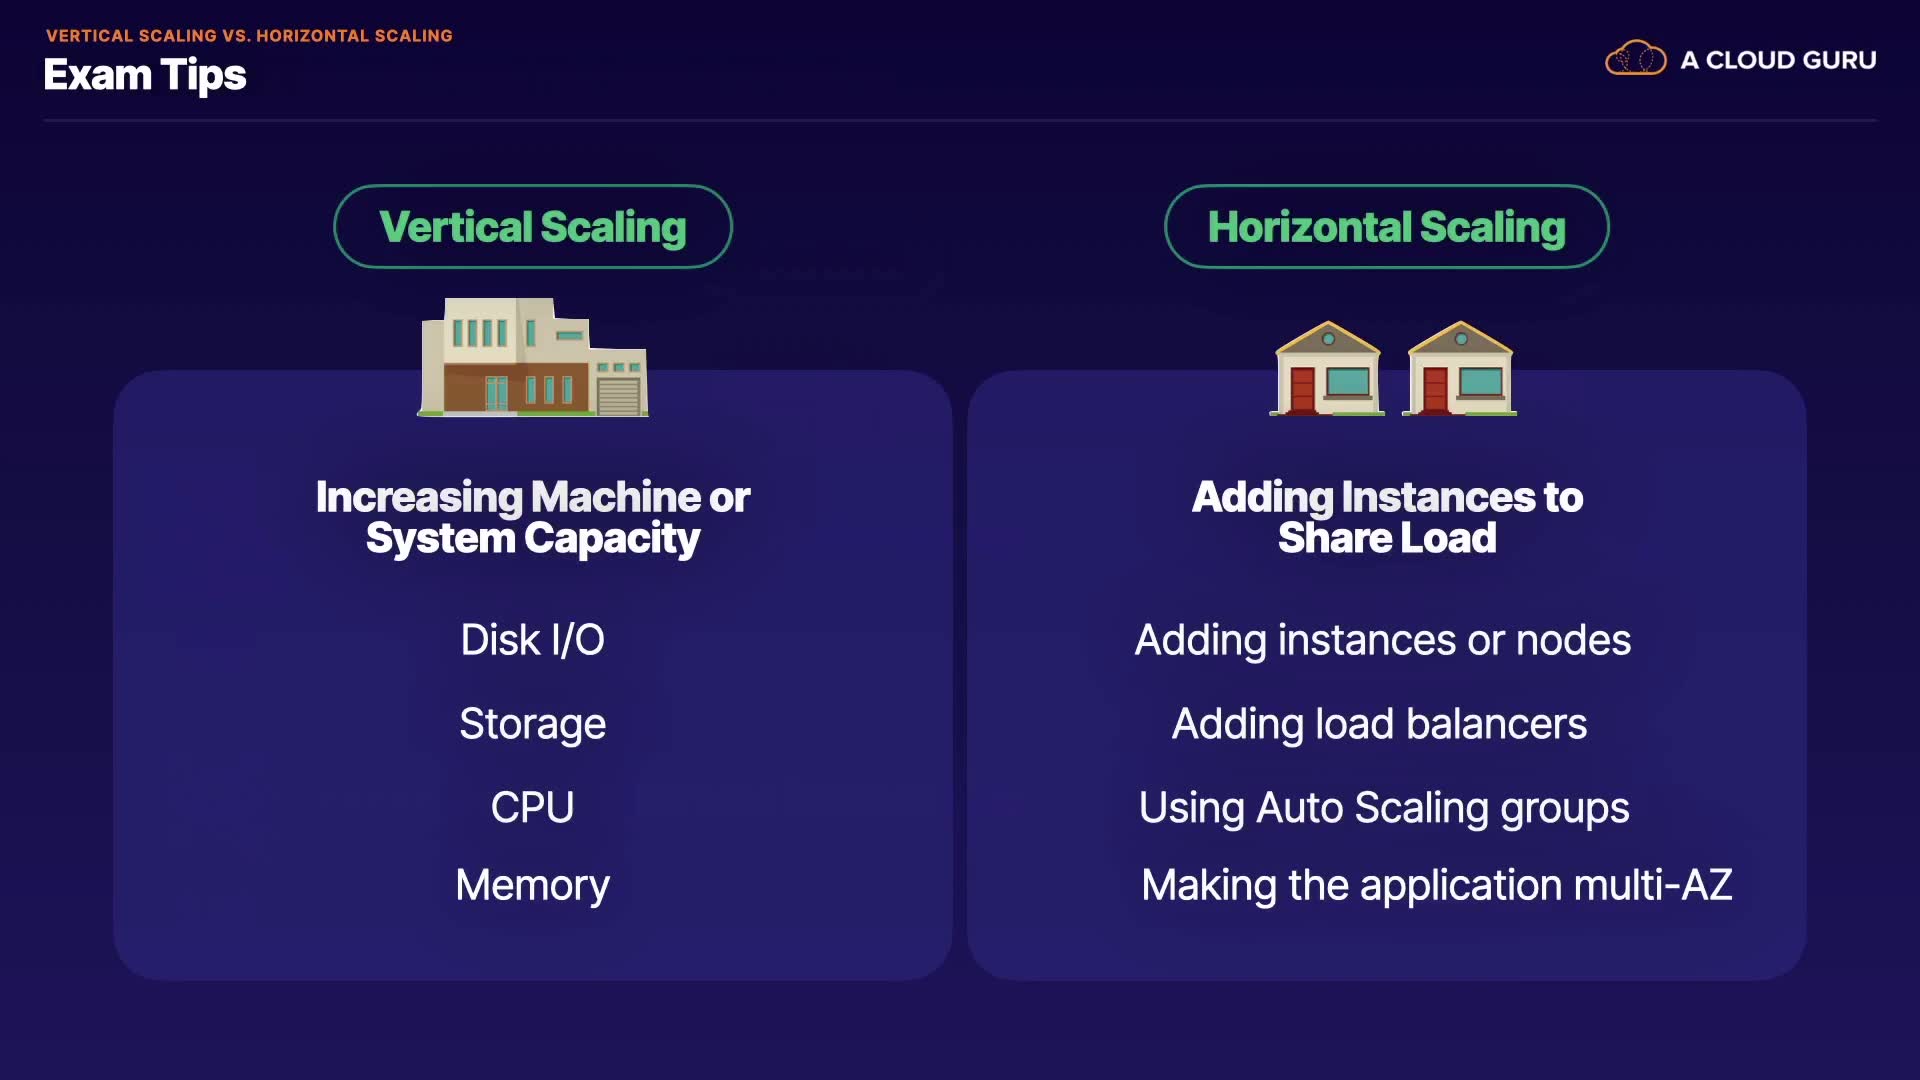 VERTICAL SCALING VS. HORIZONTAL SCALING
Exam Tips
A CLOUD GURU
Vertical Scaling
Increasing Machine or
System Capacity
Disk I/O
Storage
CPU
Memory
Horizontal Scaling
Adding Instances to
Share Load
Adding instances or nodes
Adding load balancers
Using Auto Scaling groups
Making the application multi-AZ